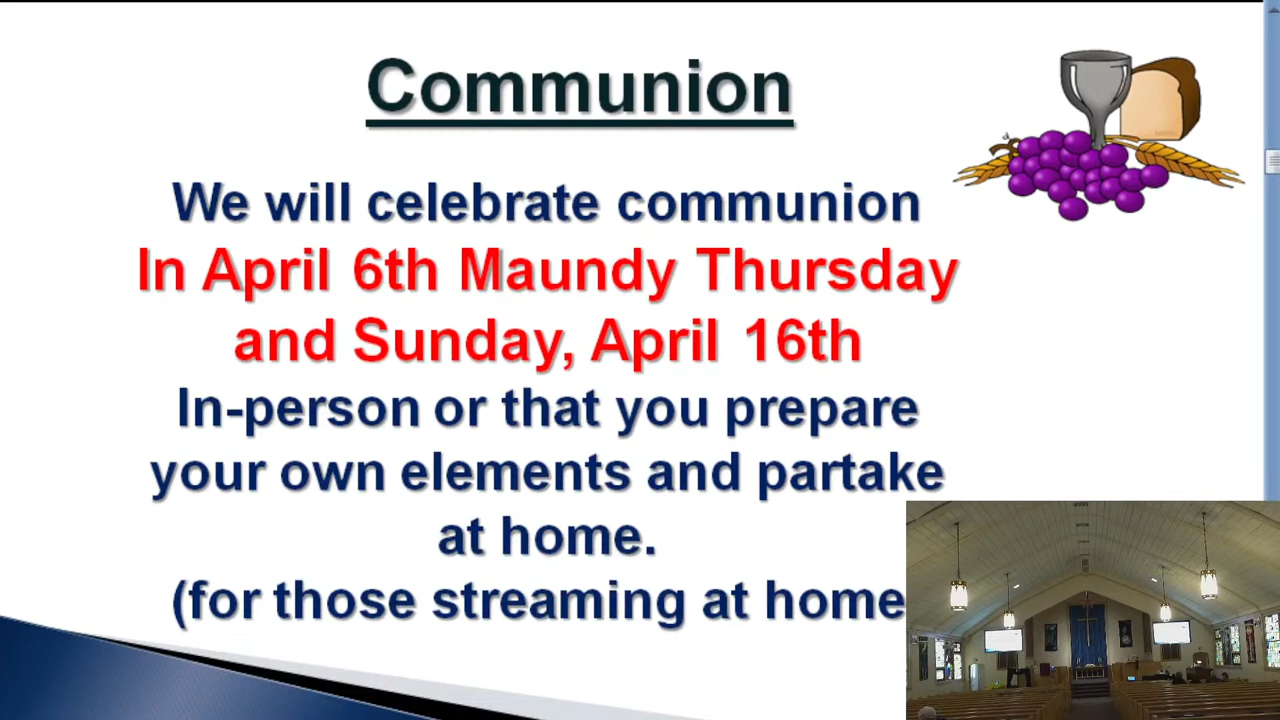 Communion
We will celebrate communion
In April 6th Maundy Thursday
and Sunday, April 16th
In-person or that you prepare
your own elements and partake
at home.
(for those streaming at home